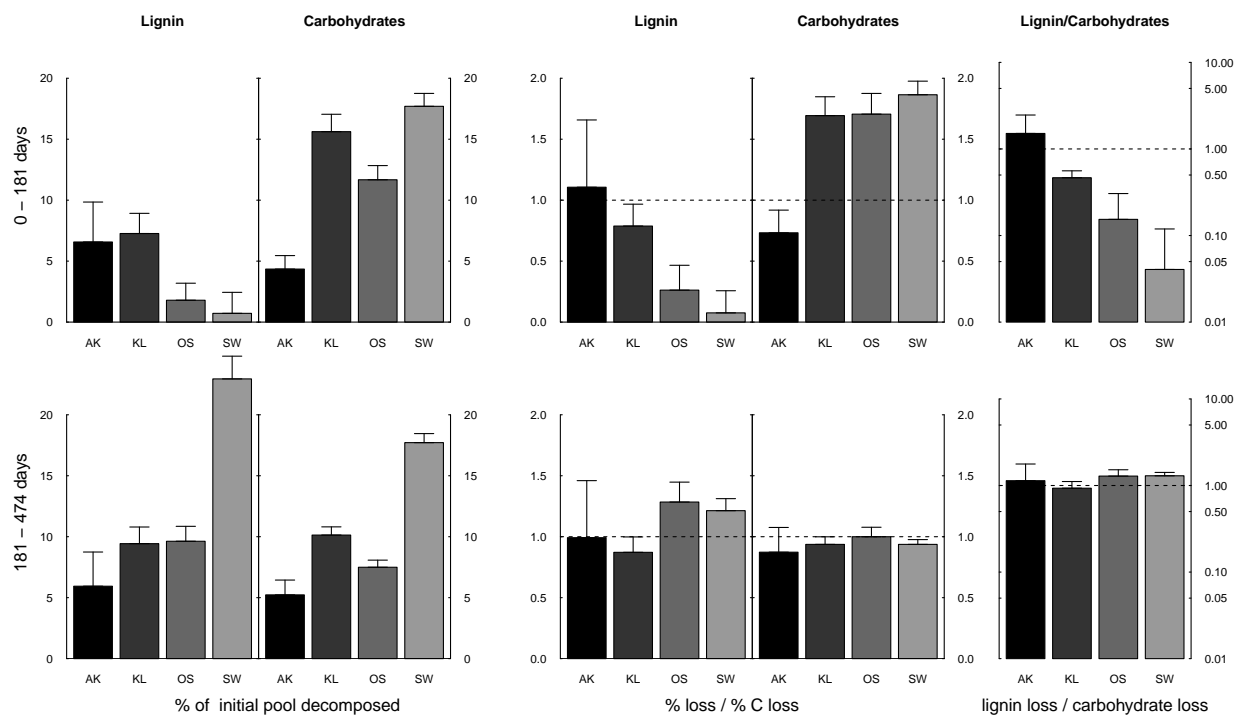 Lignin Carbohydrates Lignin Carbohydrates Lignin/Carbohydrates
0 − 181 days
20 15 10 5 0
20 15 10 5 0
2.0 1.5 1.0 0.5 0.0
2.0 1.5 1.0 0.5 0.0
10.00 5.00 1.00 0.50 0.10 0.05 0.01
AK KL OS SW AK KL OS SW AK KL OS SW AK KL OS SW AK KL OS SW
181 − 474 days
20 15 10 5 0
20 15 10 5 0
2.0 1.5 1.0 0.5 0.0
2.0 1.5 1.0 0.5 0.0
10.00 5.00 1.00 0.50 0.10 0.05 0.01
AK KL OS SW AK KL OS SW AK KL OS SW AK KL OS SW AK KL OS SW
% of initial pool decomposed % loss / % C loss lignin loss / carbohydrate loss